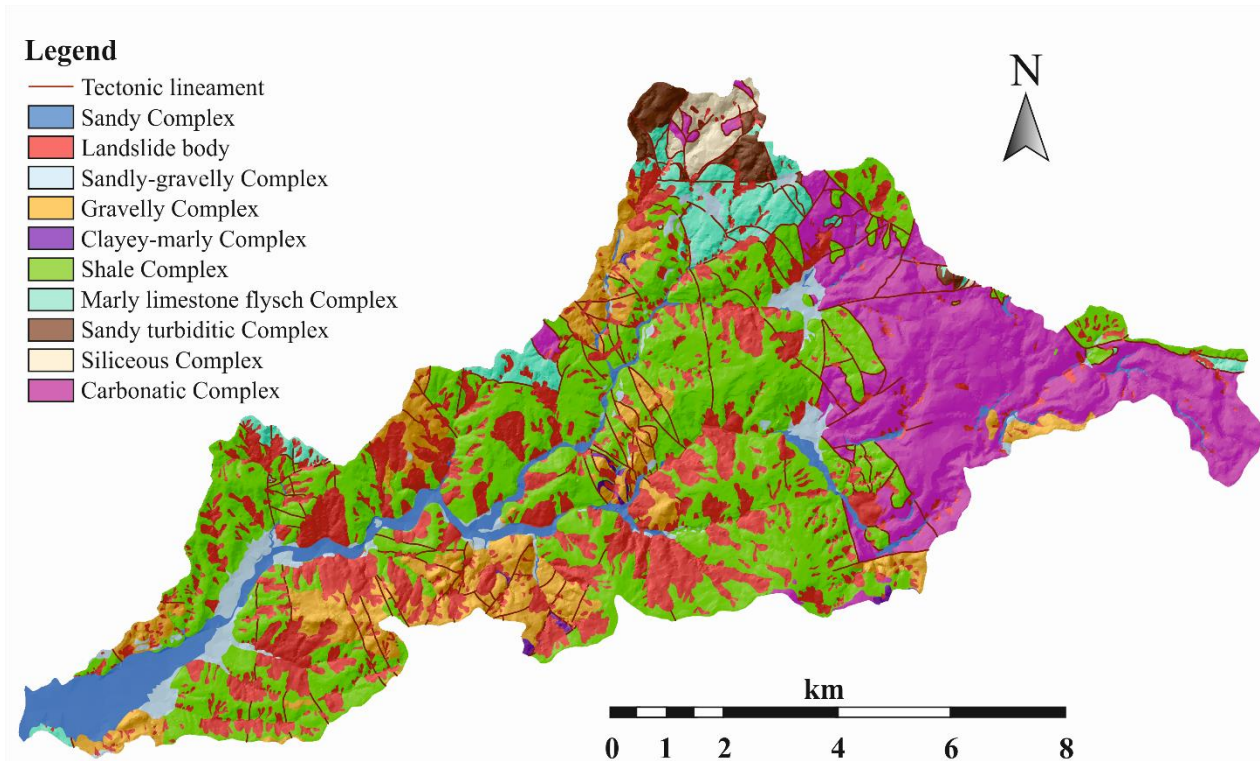 Legend
Tectonic lineament
Sandy Complex
Landslide body
Sandly-gravelly Complex
Gravelly Complex
Clayey-marly Complex
Shale Complex
Marly limestone flysch Complex
Sandy turbiditic Complex
Siliceous Complex
Carbonatic Complex
N
km
0 1 2 4 6 8